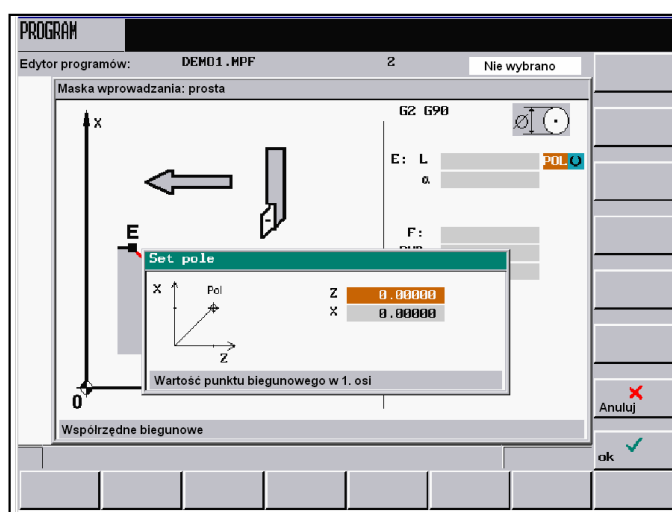 PROGRAM
Edytor programów: DEMO1.MPF 2 Nie wybrano
Maska wprowadzania: prosta
X
G2 G90
Ø
E: L POL
α
F:
E
Set pole
X Pol
Z 0.00000
X 0.00000
Z
Wartość punktu biegunowego w 1. osi
0
Współrzędne biegunowe
Anuluj
ok